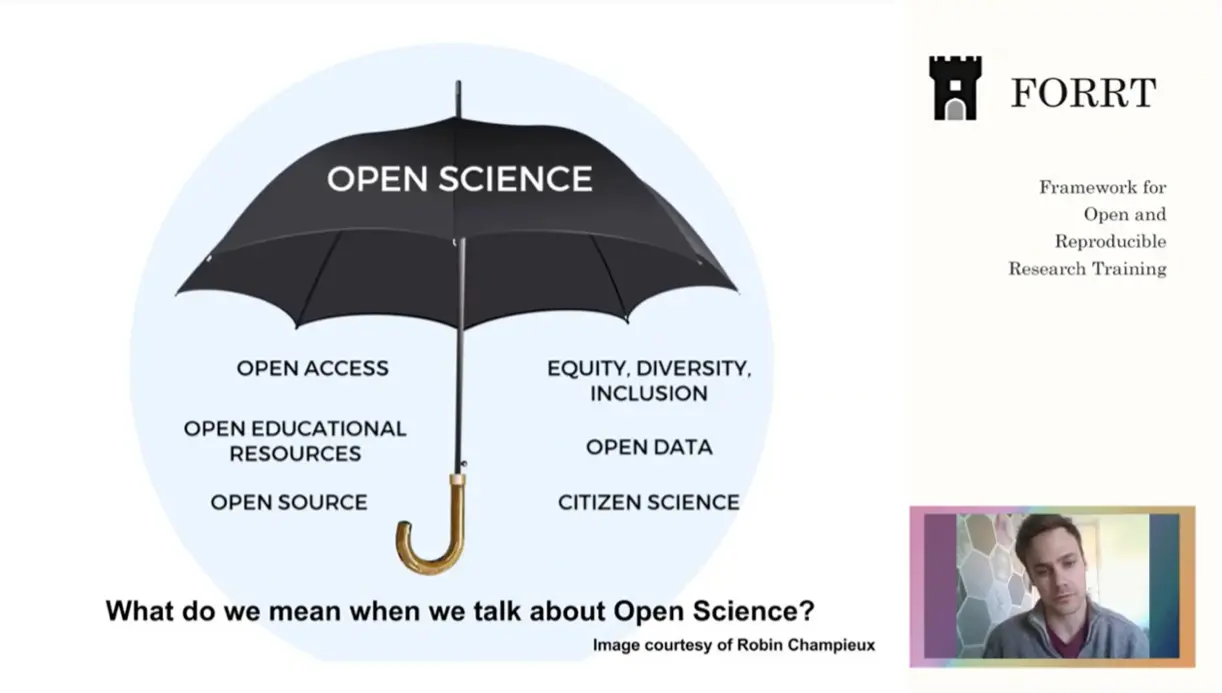 OPEN SCIENCE
OPEN ACCESS
OPEN EDUCATIONAL
RESOURCES
OPEN SOURCE
EQUITY, DIVERSITY,
INCLUSION
OPEN DATA
CITIZEN SCIENCE
What do we mean when we talk about Open Science?
Image courtesy of Robin Champieux
FORRT
Framework for
Open and
Reproducible
Research Training